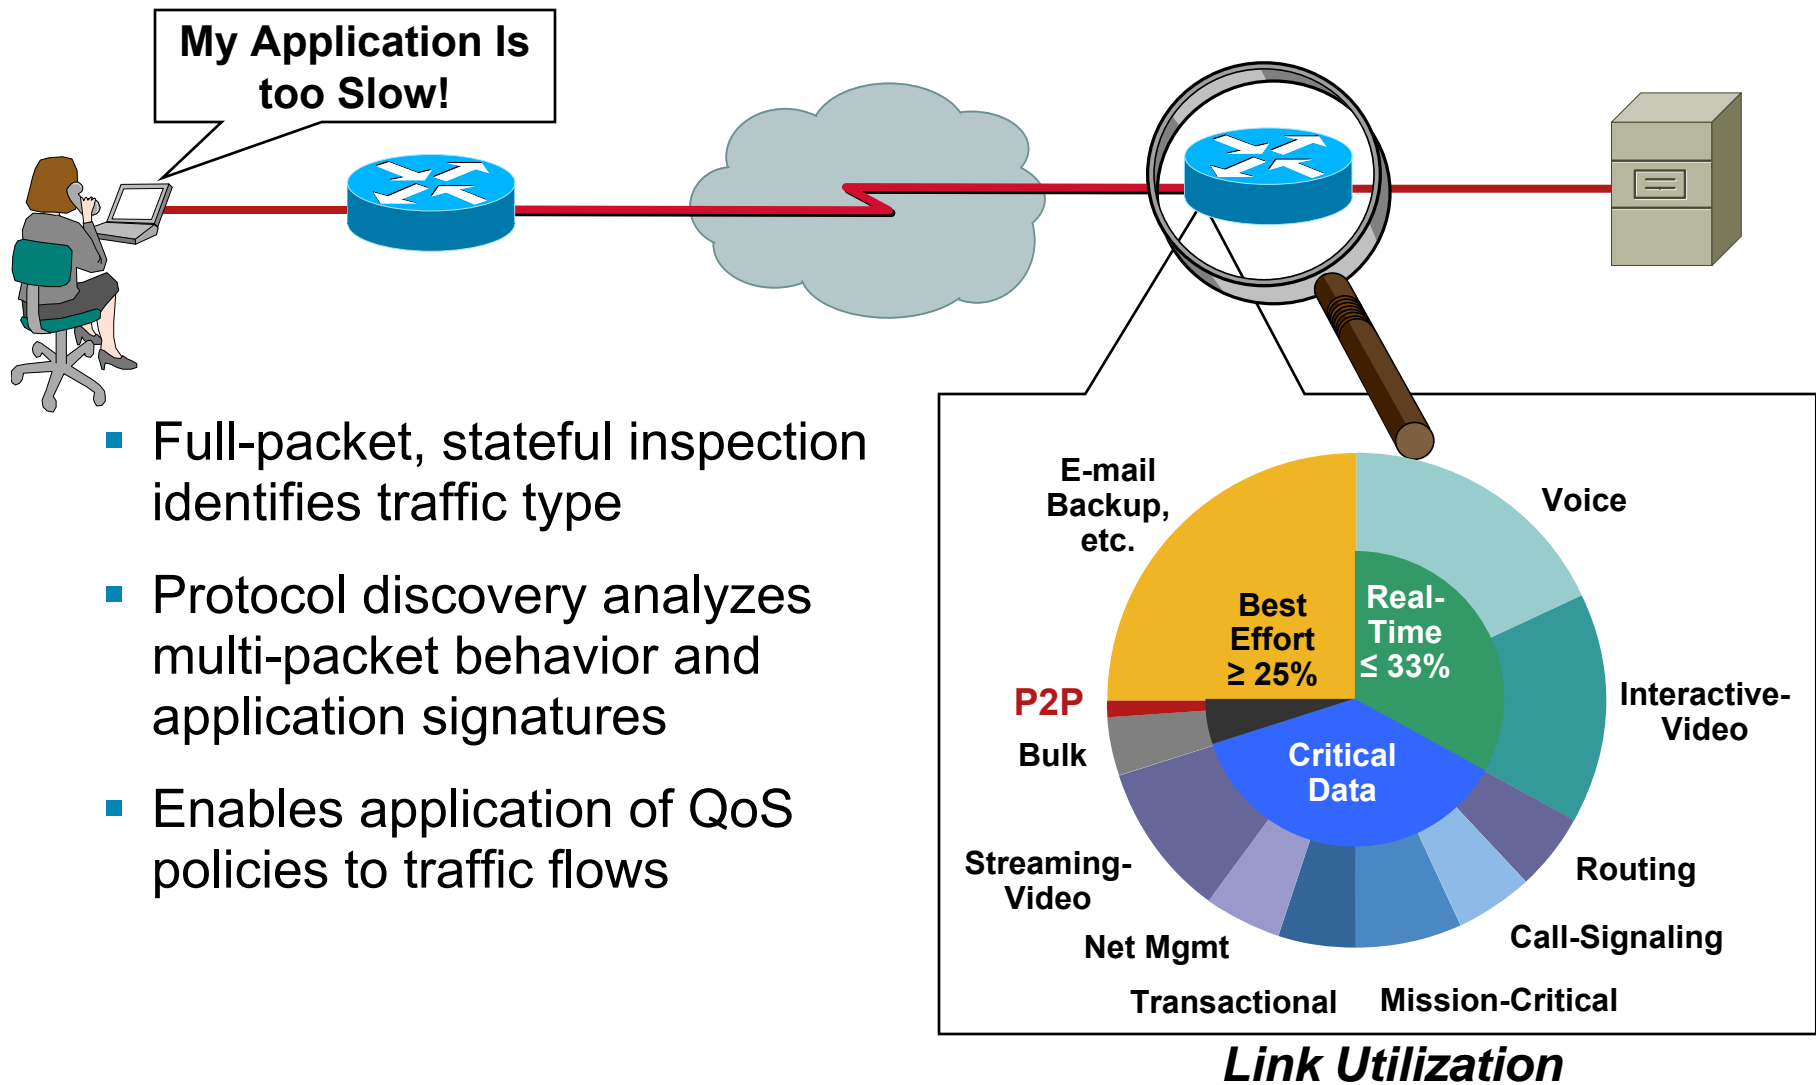 My Application Is
too Slow!
Full-packet, stateful inspection
identifies traffic type
Protocol discovery analyzes
multi-packet behavior and
application signatures
Enables application of QoS
policies to traffic flows
E-mail
Backup,
etc.
Voice
Best
Effort
≥ 25%
Real-
Time
≤ 33%
P2P
Bulk
Interactive-
Video
Critical
Data
Streaming-
Video
Routing
Net Mgmt
Call-Signaling
Transactional
Mission-Critical
Link Utilization